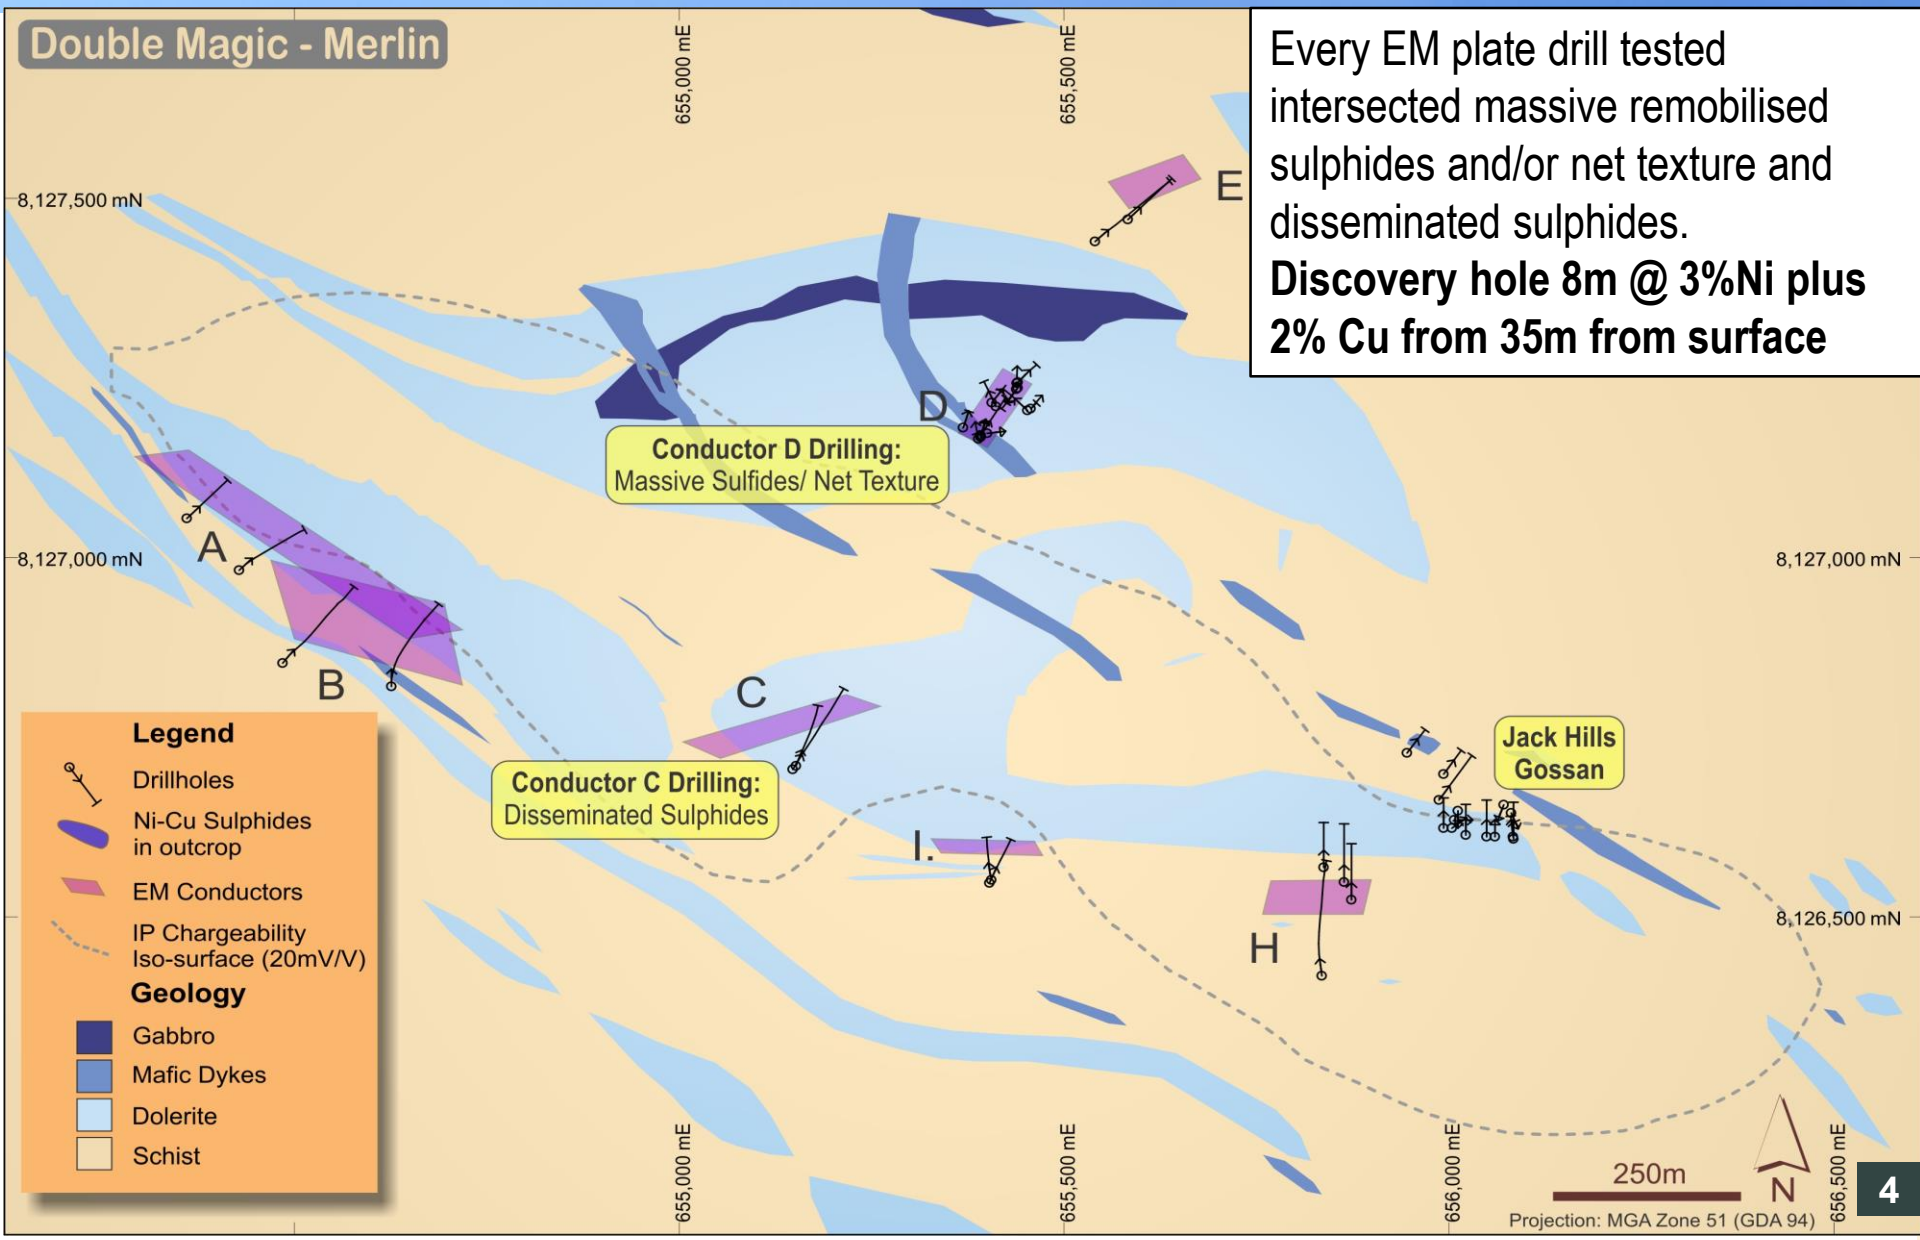 Double Magic - Merlin
655,000 mE
655,500 mE
Every EM plate drill tested
intersected massive remobilised
sulphides and/or net texture and
disseminated sulphides.
Discovery hole 8m @ 3%Ni plus
2% Cu from 35m from surface
8,127,500 mN
E
D
Conductor D Drilling:
Massive Sulfides/ Net Texture
A
8,127,000 mN
8,127,000 mN
B
C
Conductor C Drilling:
Disseminated Sulphides
Jack Hills
Gossan
I.
H
8,126,500 mN
Legend
Drillholes
Ni-Cu Sulphides
in outcrop
EM Conductors
IP Chargeability
Iso-surface (20mV/V)
Geology
Gabbro
Mafic Dykes
Dolerite
Schist
655,000 mE
655,500 mE
656,000 mE
656,500 mE
250m
N
Projection: MGA Zone 51 (GDA 94)
4